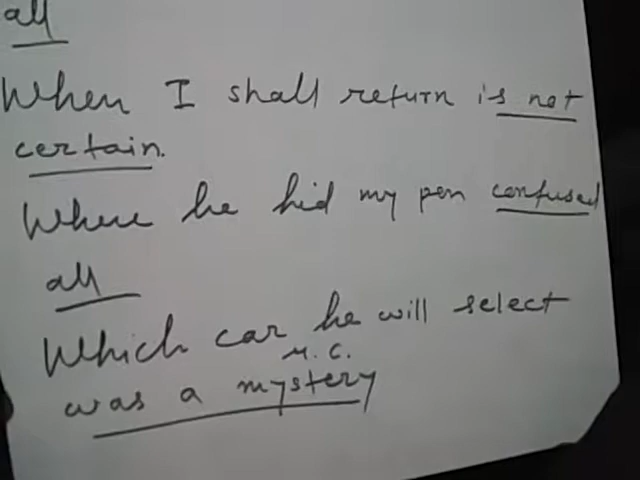 all
When I shall return is not
certain.
Where he hid my pen confused
all
Which car he will select
M.C.
was a mystery